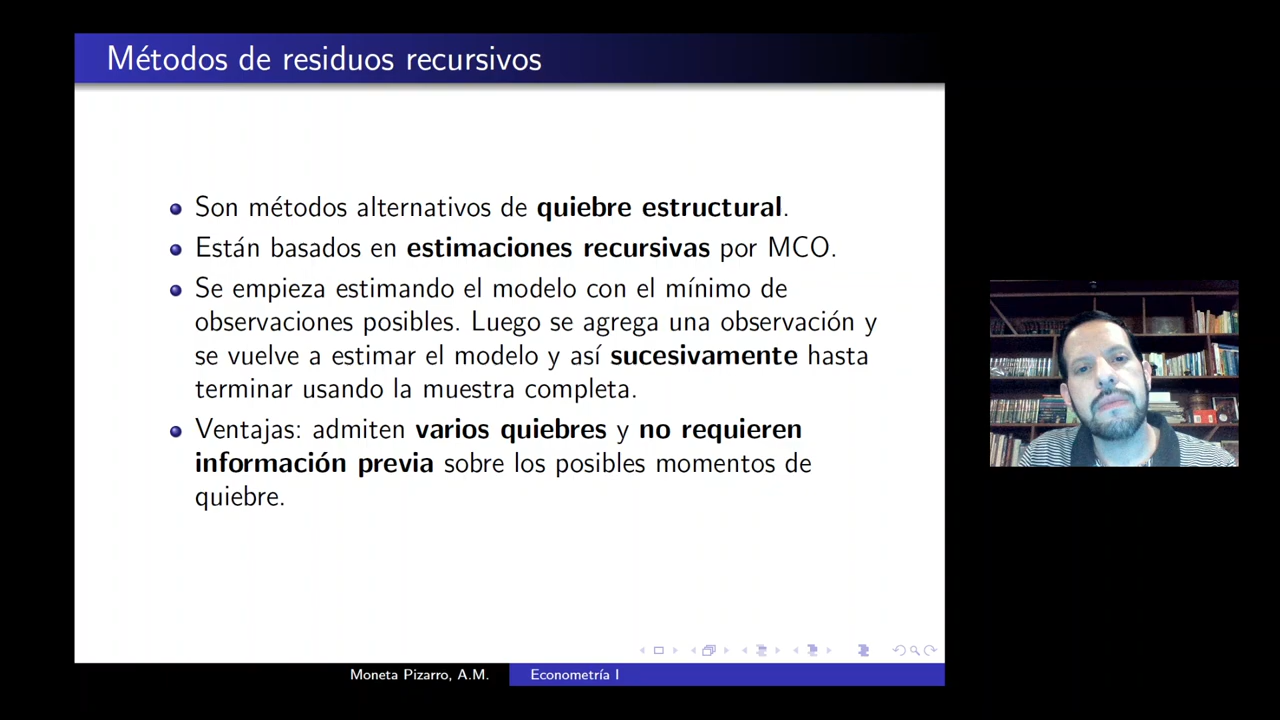 Métodos de residuos recursivos
Son métodos alternativos de quiebre estructural.
Están basados en estimaciones recursivas por MCO.
Se empieza estimando el modelo con el mínimo de
observaciones posibles. Luego se agrega una observación y
se vuelve a estimar el modelo y así sucesivamente hasta
terminar usando la muestra completa.
Ventajas: admiten varios quiebres y no requieren
información previa sobre los posibles momentos de
quiebre.
Moneta Pizarro, A.M.
Econometría I